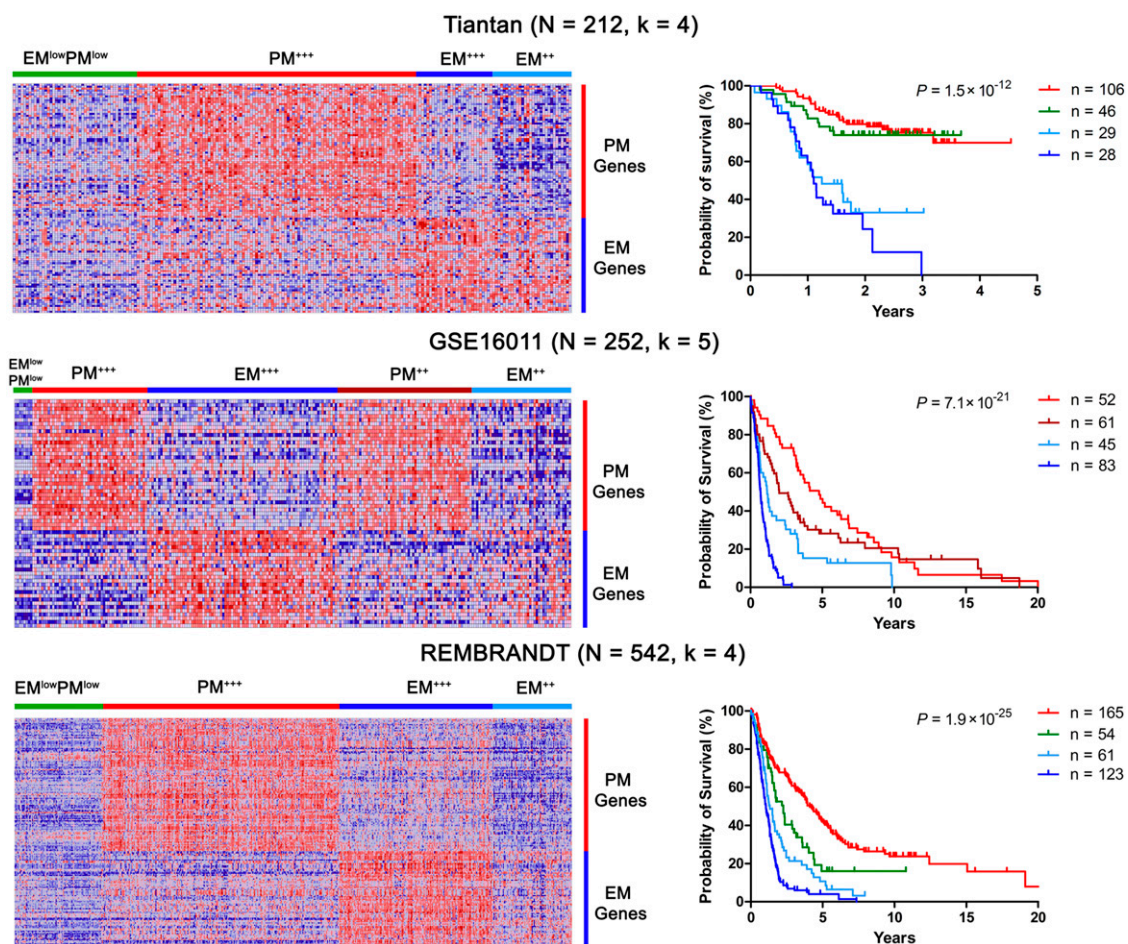 Tiantan (N = 212, k = 4)
EMlowPMlow PM+++ EM+++ EM++
PM
Genes
EM
Genes
Probability of survival (%)
100
80
60
40
20
0
0 1 2 3 4 5
Years
P = 1.5 × 10-12
n = 106
n = 46
n = 29
n = 28
GSE16011 (N = 252, k = 5)
EMlow
PMlow PM+++ EM+++ PM++ EM++
PM
Genes
EM
Genes
Probability of Survival (%)
100
80
60
40
20
0
0 5 10 15 20
Years
P = 7.1 × 10-21
n = 52
n = 61
n = 45
n = 83
REMBRANDT (N = 542, k = 4)
EMlowPMlow PM+++ EM+++ EM++
PM
Genes
EM
Genes
Probability of Survival (%)
100
80
60
40
20
0
0 5 10 15 20
Years
P = 1.9 × 10-25
n = 165
n = 54
n = 61
n = 123